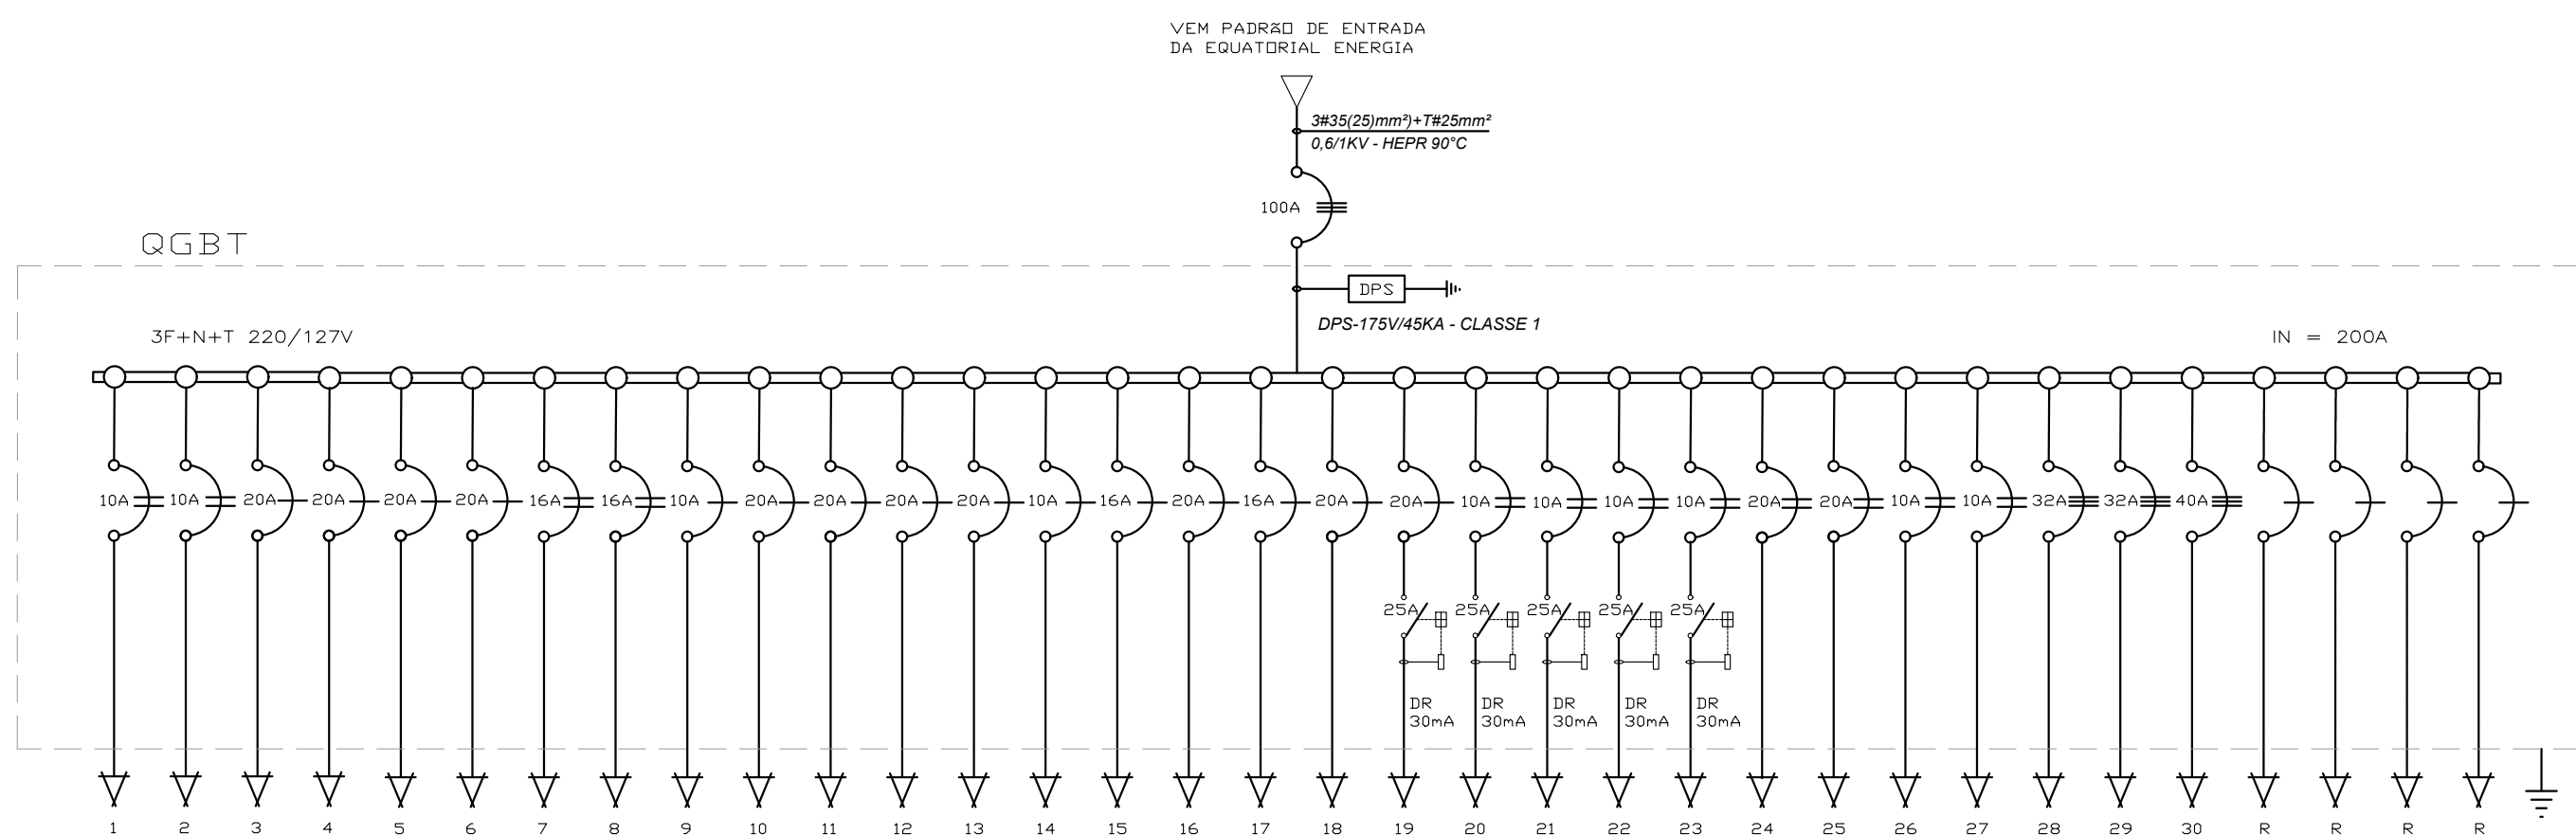 VEM PADRÃO DE ENTRADA
DA EQUATORIAL ENERGIA
3#35(25)mm²)+T#25mm²
0,6/1KV - HEPR 90°C
100A
QGBT
DPS
DPS-175V/45KA - CLASSE 1
3F+N+T 220/127V
IN = 200A
10A 10A 20A 20A 20A 20A 16A 16A 10A 20A 20A 20A 20A 10A 16A 20A 16A 20A 20A 10A 10A 10A 10A 20A 20A 10A 10A 32A 32A 40A
25A 25A 25A 25A 25A
DR DR DR DR DR
30mA 30mA 30mA 30mA 30mA
1 2 3 4 5 6 7 8 9 10 11 12 13 14 15 16 17 18 19 20 21 22 23 24 25 26 27 28 29 30 R R R R